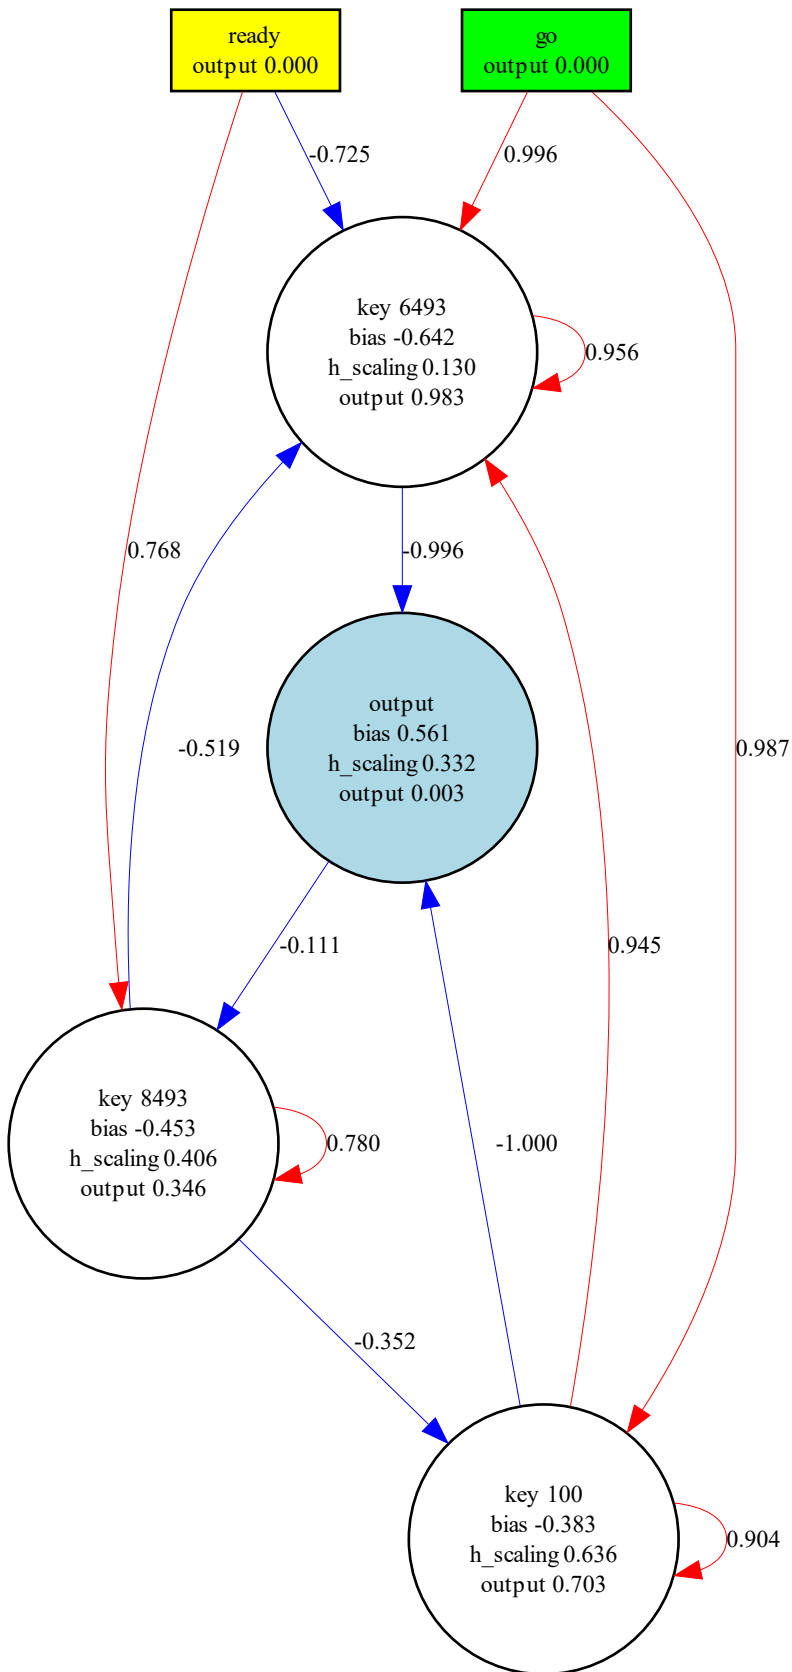 ready
output 0.000
go
output 0.000
-0.725
0.996
key 6493
bias -0.642
h_scaling 0.130
output 0.983
0.956
0.768
-0.996
output
bias 0.561
h_scaling 0.332
output 0.003
-0.519
0.987
-0.111
0.945
key 8493
bias -0.453
h_scaling 0.406
output 0.346
0.780
-1.000
-0.352
key 100
bias -0.383
h_scaling 0.636
output 0.703
0.904